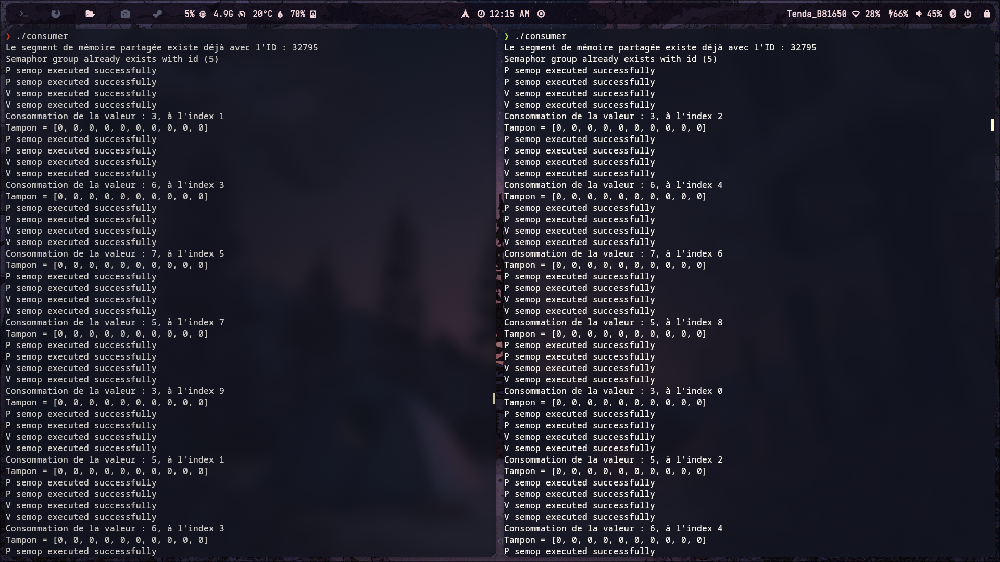 5% 4.9G 20°C 70% 12:15 AM Tenda_B81650 28% 66% 45%
❯ ./consumer
Le segment de mémoire partagée existe déjà avec l'ID : 32795
Semaphor group already exists with id (5)
P semop executed successfully
P semop executed successfully
V semop executed successfully
V semop executed successfully
Consommation de la valeur : 3, à l'index 1
Tampon = [0, 0, 0, 0, 0, 0, 0, 0, 0, 0]
P semop executed successfully
P semop executed successfully
V semop executed successfully
V semop executed successfully
Consommation de la valeur : 6, à l'index 3
Tampon = [0, 0, 0, 0, 0, 0, 0, 0, 0, 0]
P semop executed successfully
P semop executed successfully
V semop executed successfully
V semop executed successfully
Consommation de la valeur : 7, à l'index 5
Tampon = [0, 0, 0, 0, 0, 0, 0, 0, 0, 0]
P semop executed successfully
P semop executed successfully
V semop executed successfully
V semop executed successfully
Consommation de la valeur : 5, à l'index 7
Tampon = [0, 0, 0, 0, 0, 0, 0, 0, 0, 0]
P semop executed successfully
P semop executed successfully
V semop executed successfully
V semop executed successfully
Consommation de la valeur : 3, à l'index 9
Tampon = [0, 0, 0, 0, 0, 0, 0, 0, 0, 0]
P semop executed successfully
P semop executed successfully
V semop executed successfully
V semop executed successfully
Consommation de la valeur : 5, à l'index 1
Tampon = [0, 0, 0, 0, 0, 0, 0, 0, 0, 0]
P semop executed successfully
P semop executed successfully
V semop executed successfully
V semop executed successfully
Consommation de la valeur : 6, à l'index 3
Tampon = [0, 0, 0, 0, 0, 0, 0, 0, 0, 0]
P semop executed successfully
❯ ./consumer
Le segment de mémoire partagée existe déjà avec l'ID : 32795
Semaphor group already exists with id (5)
P semop executed successfully
P semop executed successfully
V semop executed successfully
V semop executed successfully
Consommation de la valeur : 3, à l'index 2
Tampon = [0, 0, 0, 0, 0, 0, 0, 0, 0, 0]
P semop executed successfully
P semop executed successfully
V semop executed successfully
V semop executed successfully
Consommation de la valeur : 6, à l'index 4
Tampon = [0, 0, 0, 0, 0, 0, 0, 0, 0, 0]
P semop executed successfully
P semop executed successfully
V semop executed successfully
V semop executed successfully
Consommation de la valeur : 7, à l'index 6
Tampon = [0, 0, 0, 0, 0, 0, 0, 0, 0, 0]
P semop executed successfully
P semop executed successfully
V semop executed successfully
V semop executed successfully
Consommation de la valeur : 5, à l'index 8
Tampon = [0, 0, 0, 0, 0, 0, 0, 0, 0, 0]
P semop executed successfully
P semop executed successfully
V semop executed successfully
V semop executed successfully
Consommation de la valeur : 3, à l'index 0
Tampon = [0, 0, 0, 0, 0, 0, 0, 0, 0, 0]
P semop executed successfully
P semop executed successfully
V semop executed successfully
V semop executed successfully
Consommation de la valeur : 5, à l'index 2
Tampon = [0, 0, 0, 0, 0, 0, 0, 0, 0, 0]
P semop executed successfully
P semop executed successfully
V semop executed successfully
V semop executed successfully
Consommation de la valeur : 6, à l'index 4
Tampon = [0, 0, 0, 0, 0, 0, 0, 0, 0, 0]
P semop executed successfully